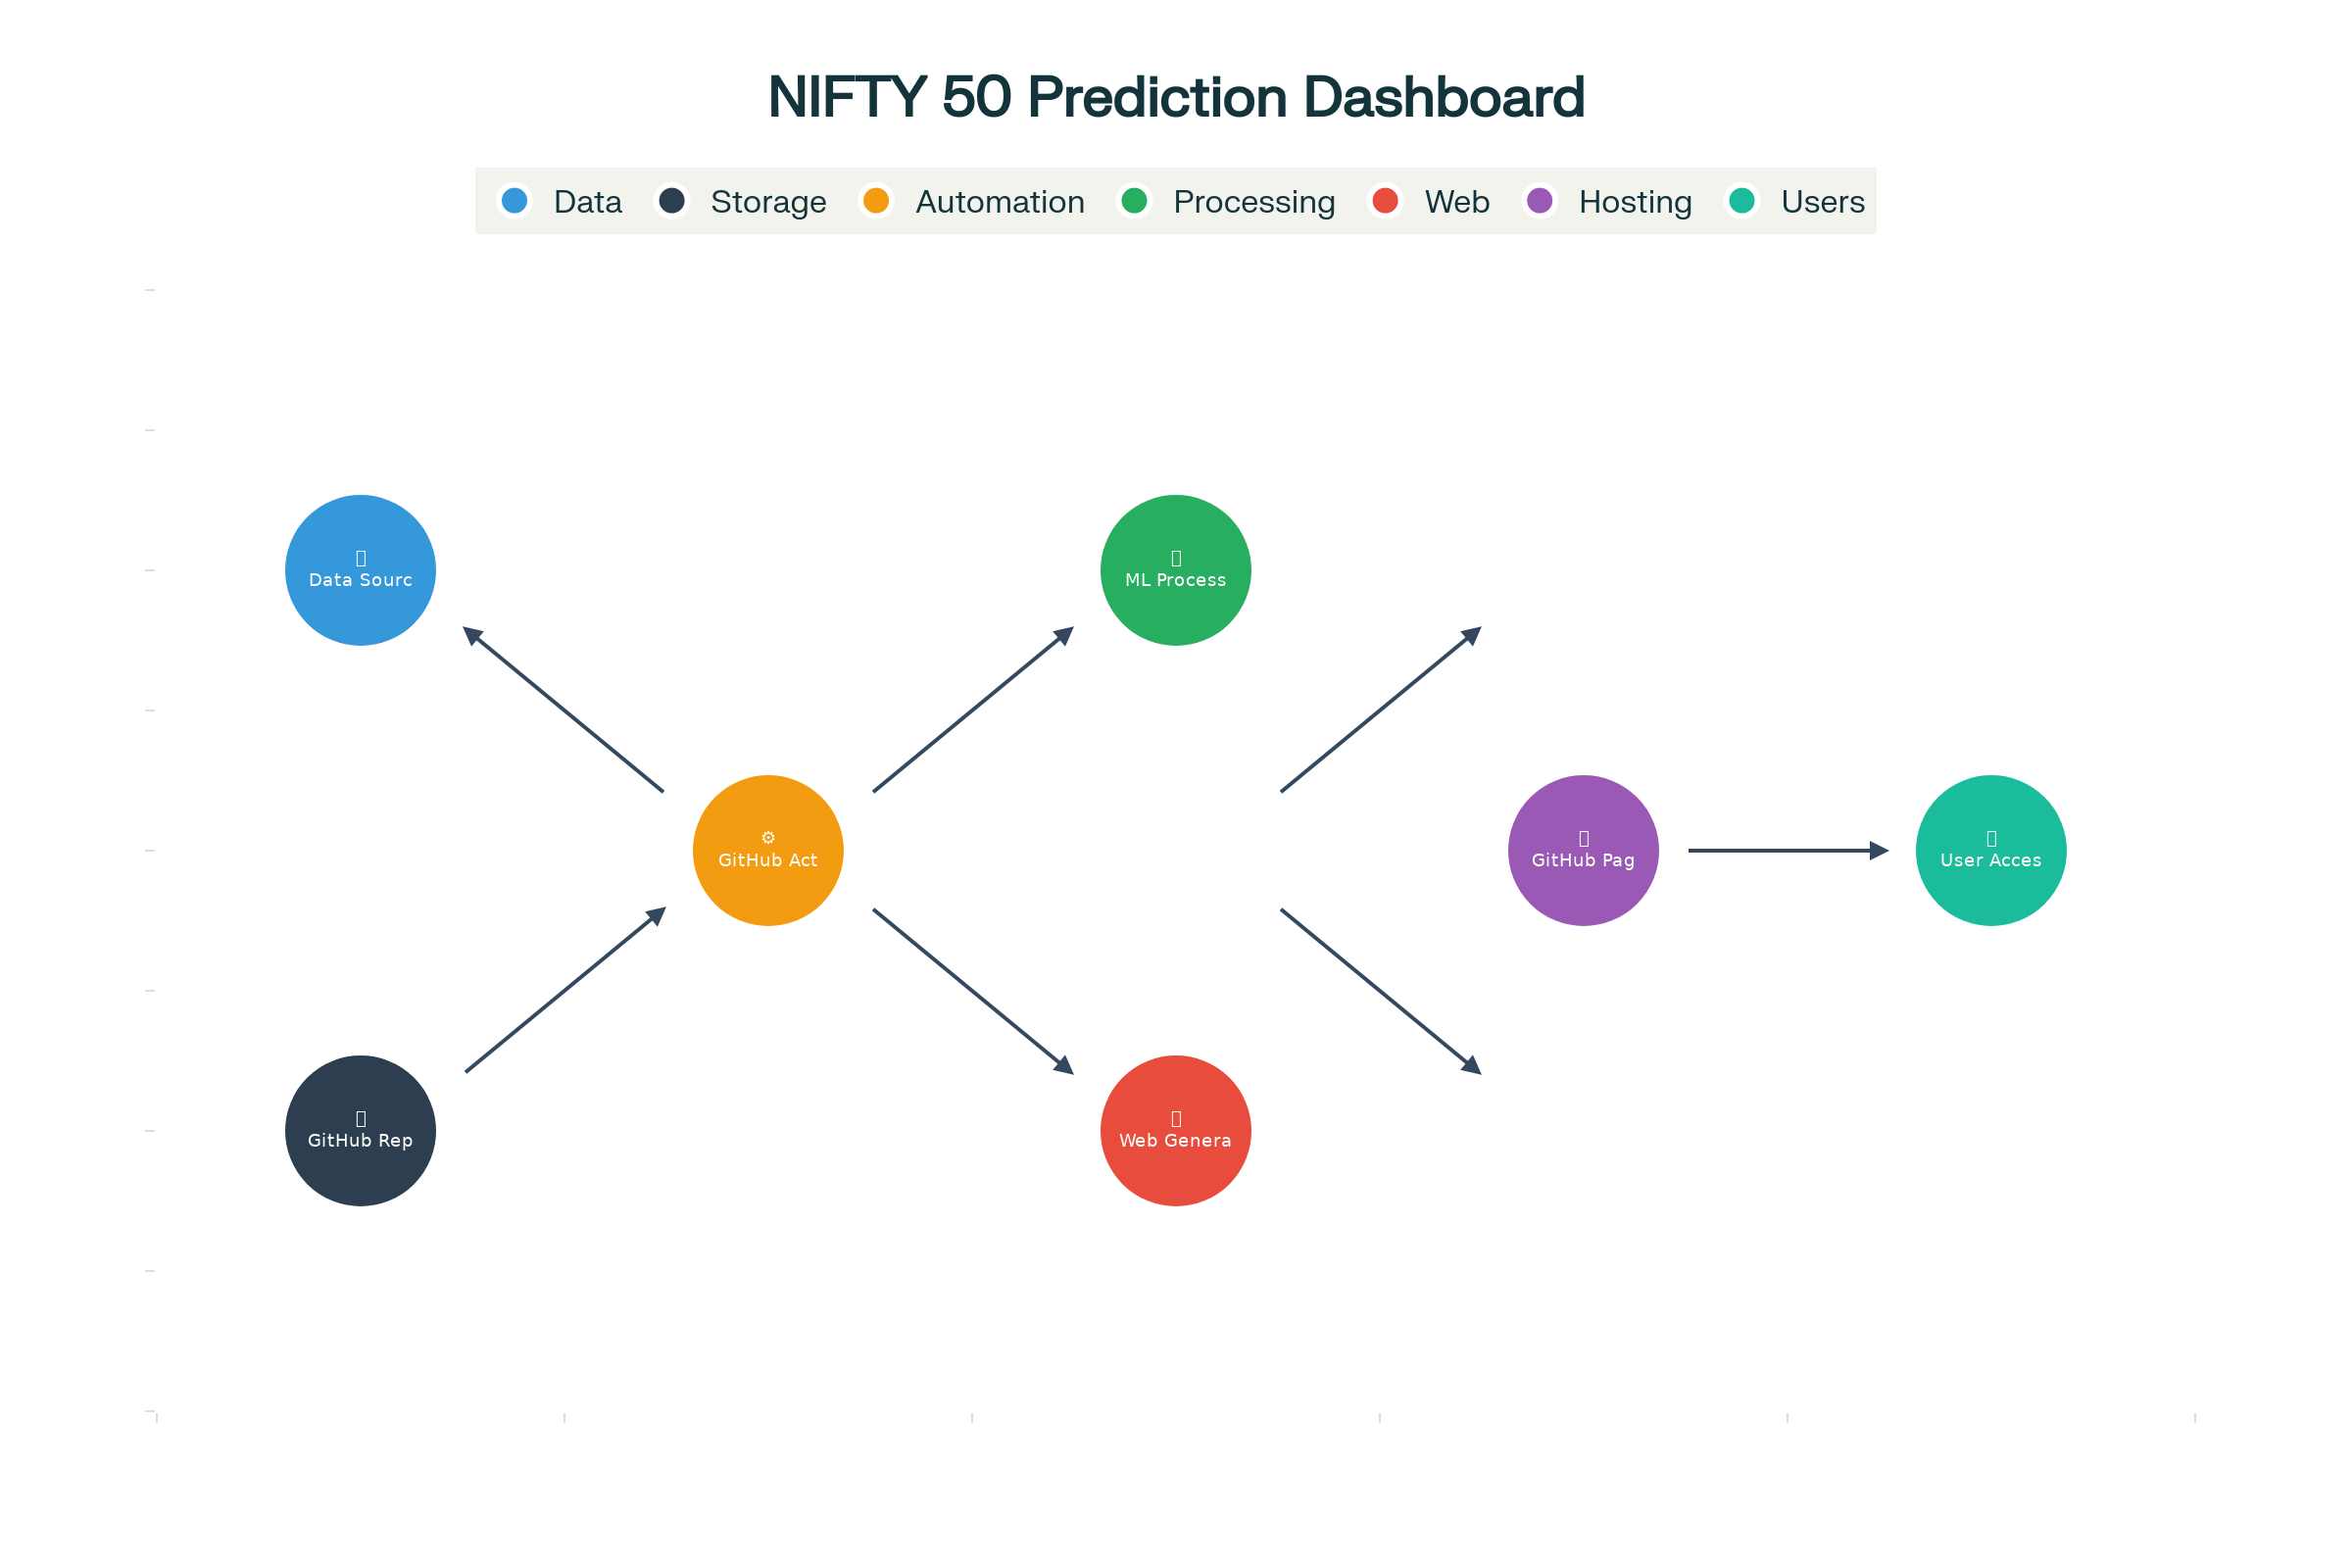 NIFTY 50 Prediction Dashboard
Data Storage Automation Processing Web Hosting Users
Data Sourc
ML Process
GitHub Act
GitHub Pag
User Acces
GitHub Rep
Web Genera